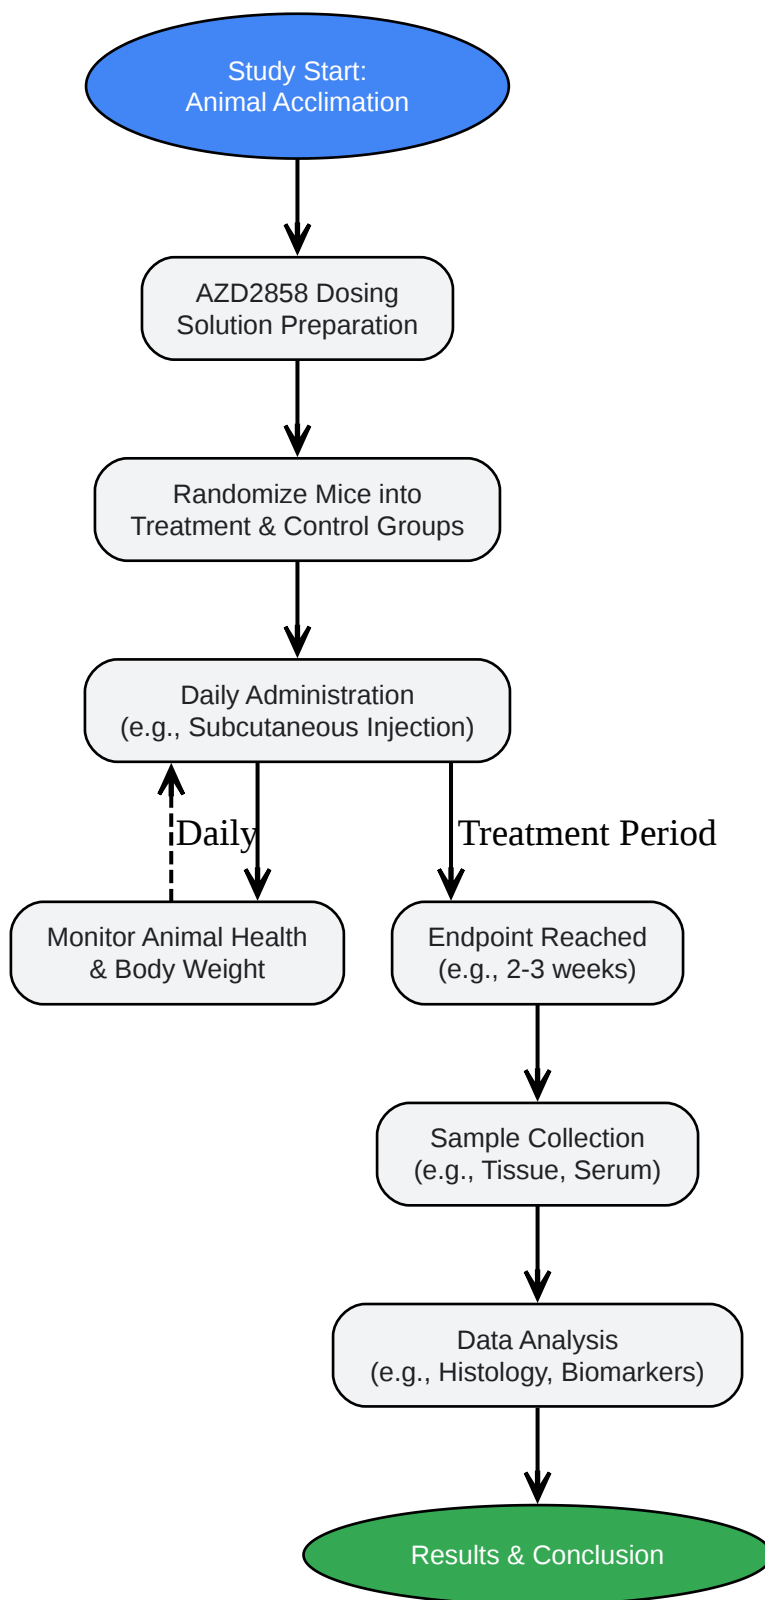 Study Start:
Animal Acclimation
AZD2858 Dosing
Solution Preparation
Randomize Mice into
Treatment & Control Groups
Daily Administration
(e.g., Subcutaneous Injection)
Daily
Treatment Period
Monitor Animal Health
& Body Weight
Endpoint Reached
(e.g., 2-3 weeks)
Sample Collection
(e.g., Tissue, Serum)
Data Analysis
(e.g., Histology, Biomarkers)
Results & Conclusion